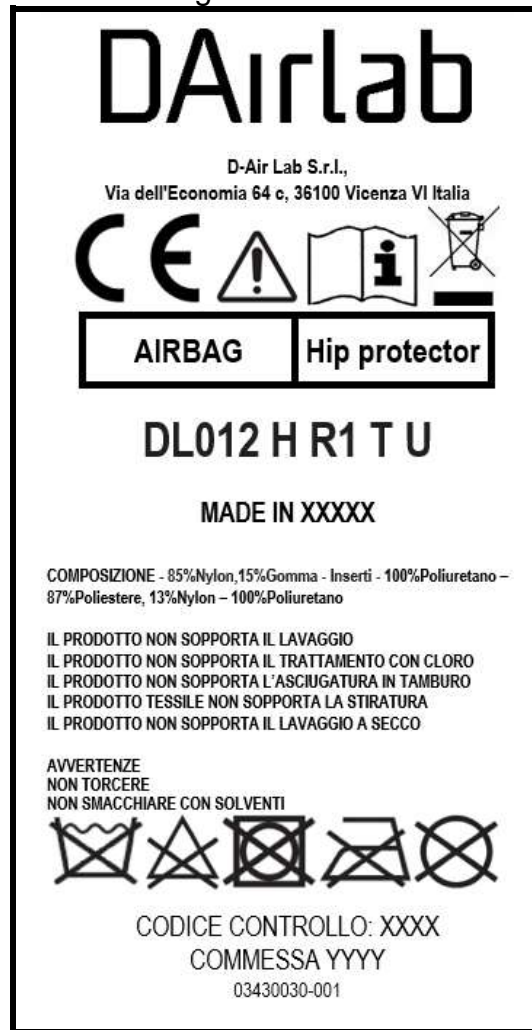 DAırlab
D-Air Lab S.r.l.,
Via dell'Economia 64 c, 36100 Vicenza VI Italia
CE
AIRBAG
Hip protector
DL012 H R1 T U
MADE IN XXXXX
COMPOSIZIONE - 85%Nylon,15%Gomma - Inserti - 100%Poliuretano –
87%Poliestere, 13%Nylon – 100%Poliuretano
IL PRODOTTO NON SOPPORTA IL LAVAGGIO
IL PRODOTTO NON SOPPORTA IL TRATTAMENTO CON CLORO
IL PRODOTTO NON SOPPORTA L'ASCIUGATURA IN TAMBURO
IL PRODOTTO TESSILE NON SOPPORTA LA STIRATURA
IL PRODOTTO NON SOPPORTA IL LAVAGGIO A SECCO
AVVERTENZE
NON TORCERE
NON SMACCHIARE CON SOLVENTI
CODICE CONTROLLO: XXXX
COMMESSA YYYY
03430030-001